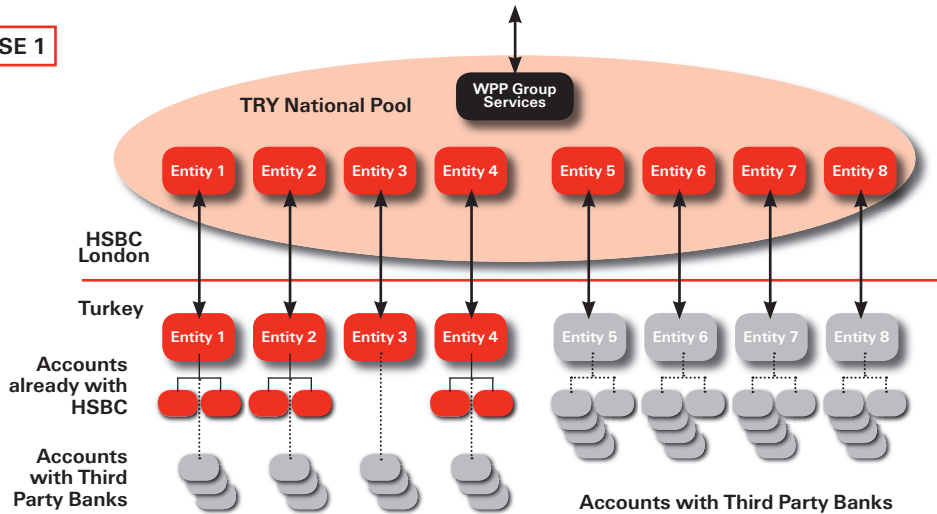 SE 1
WPP Group
Services
TRY National Pool
Entity 1
Entity 2
Entity 3
Entity 4
Entity 5
Entity 6
Entity 7
Entity 8
HSBC
London
Turkey
Entity 1
Entity 2
Entity 3
Entity 4
Entity 5
Entity 6
Entity 7
Entity 8
Accounts
already with
HSBC
Accounts
with Third
Party Banks
Accounts with Third Party Banks